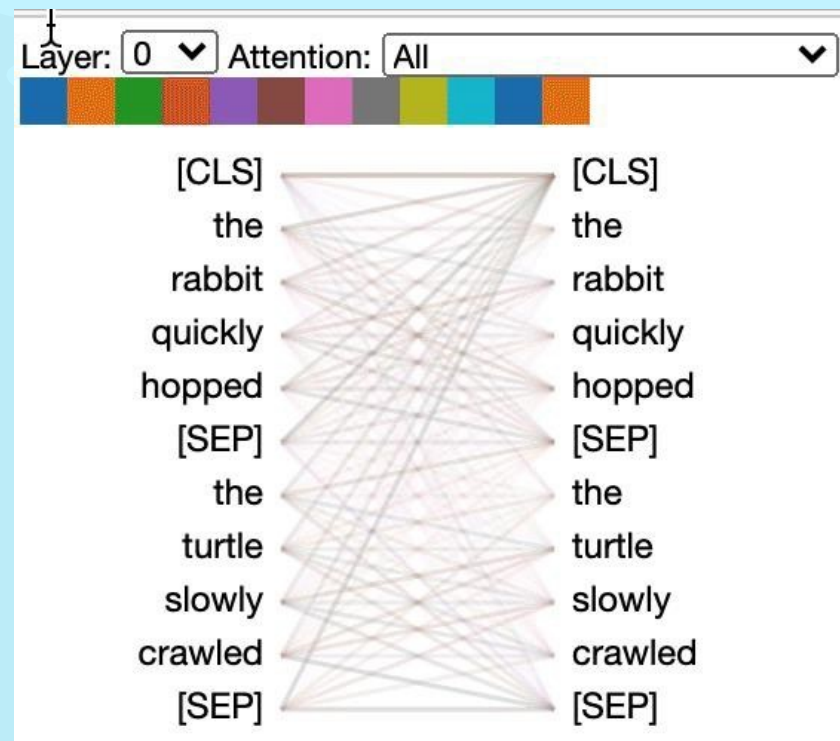 Layer: 0 Attention: All
[CLS] [CLS]
the the
rabbit rabbit
quickly quickly
hopped hopped
[SEP] [SEP]
the the
turtle turtle
slowly slowly
crawled crawled
[SEP] [SEP]